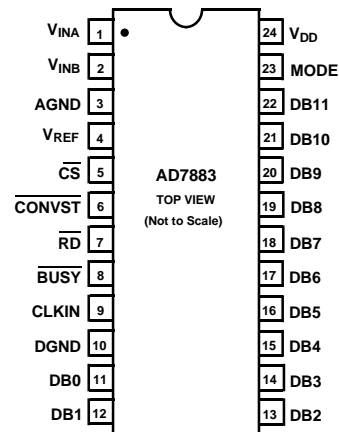 VINA 1 24 VDD
VINB 2 23 MODE
AGND 3 22 DB11
VREF 4 21 DB10
CS 5 20 DB9
CONVST 6 19 DB8
RD 7 18 DB7
BUSY 8 17 DB6
CLKIN 9 16 DB5
DGND 10 15 DB4
DB0 11 14 DB3
DB1 12 13 DB2
AD7883
TOP VIEW
(Not to Scale)